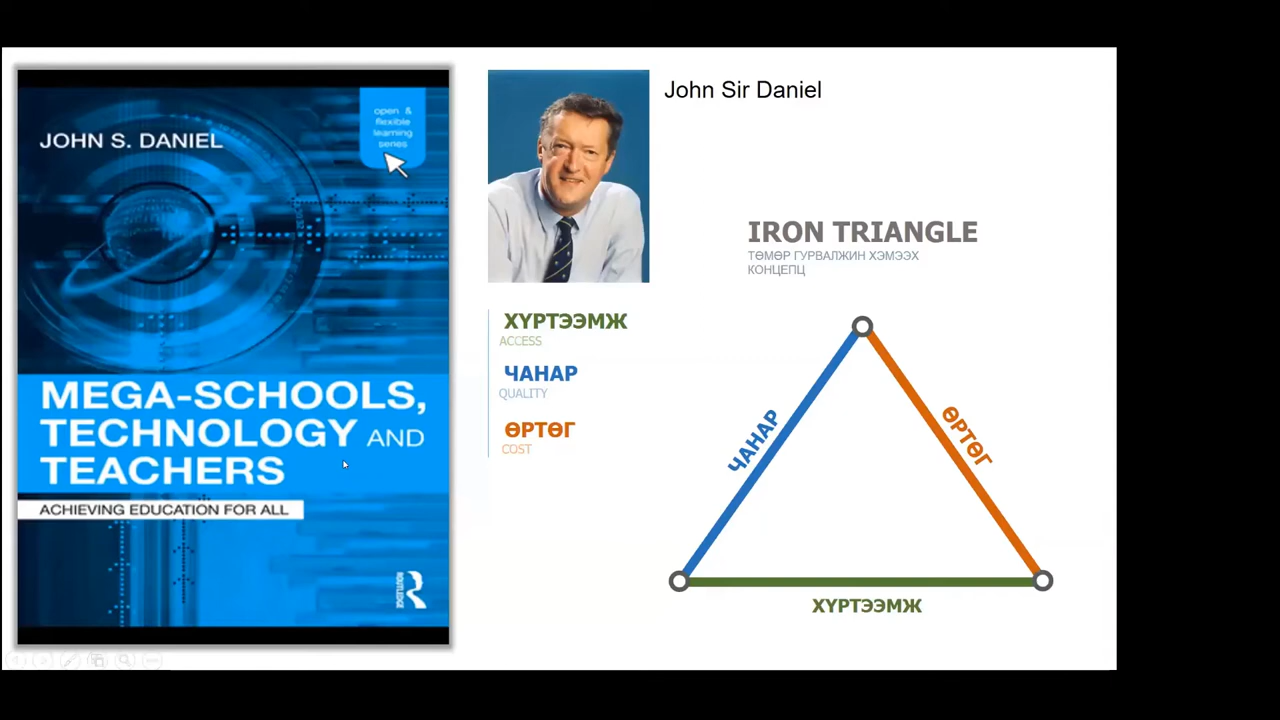 JOHN S. DANIEL
open &
flexible
learning
series
MEGA-SCHOOLS,
TECHNOLOGY AND
TEACHERS
ACHIEVING EDUCATION FOR ALL
ROUTLEDGE
John Sir Daniel
IRON TRIANGLE
ТӨМӨР ГУРВАЛЖИН ХЭМЭЭХ
КОНЦЕПЦ
ХҮРТЭЭМЖ
ACCESS
ЧАНАР
QUALITY
ӨРТӨГ
COST
ЧАНАР
ӨРТӨГ
ХҮРТЭЭМЖ